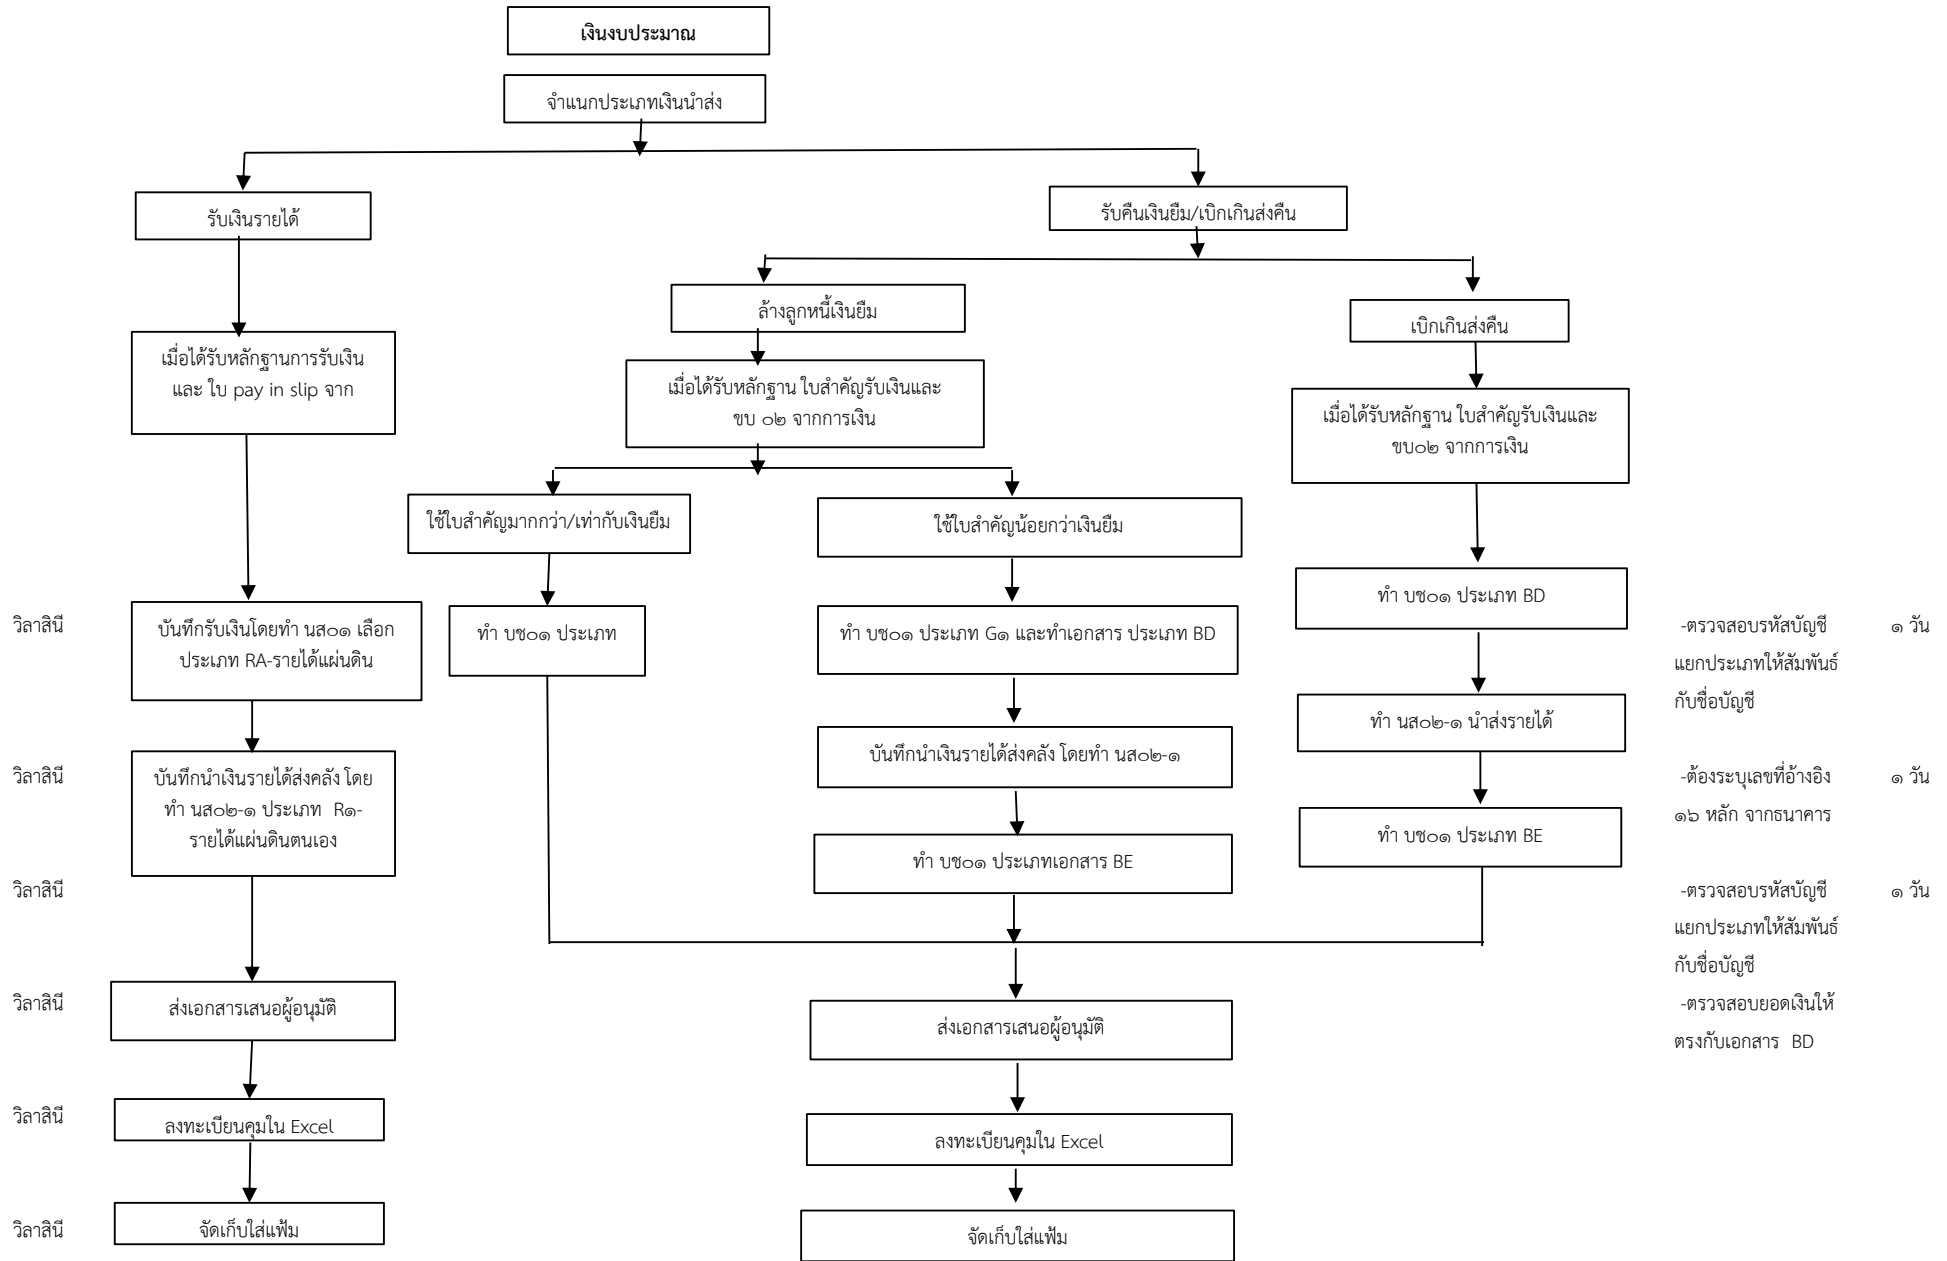 เงินงบประมาณ
จำแนกประเภทเงินนำส่ง
รับเงินรายได้
รับคืนเงินยืม/เบิกเกินส่งคืน
ล้างลูกหนี้เงินยืม
เบิกเกินส่งคืน
เมื่อได้รับหลักฐานการรับเงิน
และ ใบ pay in slip จาก
เมื่อได้รับหลักฐาน ใบสำคัญรับเงินและ
ขบ ๐๒ จากการเงิน
เมื่อได้รับหลักฐาน ใบสำคัญรับเงินและ
ขบ๐๒ จากการเงิน
ใช้ใบสำคัญมากกว่า/เท่ากับเงินยืม
ใช้ใบสำคัญน้อยกว่าเงินยืม
วิลาสินี
บันทึกรับเงินโดยทำ นส๐๑ เลือก
ประเภท RA-รายได้แผ่นดิน
ทำ บช๐๑ ประเภท
ทำ บช๐๑ ประเภท G๑ และทำเอกสาร ประเภท BD
ทำ บช๐๑ ประเภท BD
-ตรวจสอบรหัสบัญชี ๑ วัน
แยกประเภทให้สัมพันธ์
กับชื่อบัญชี
วิลาสินี
บันทึกนำเงินรายได้ส่งคลัง โดย
ทำ นส๐๒-๑ ประเภท R๑-
รายได้แผ่นดินตนเอง
บันทึกนำเงินรายได้ส่งคลัง โดยทำ นส๐๒-๑
ทำ นส๐๒-๑ นำส่งรายได้
-ต้องระบุเลขที่อ้างอิง ๑ วัน
๑๖ หลัก จากธนาคาร
วิลาสินี
ทำ บช๐๑ ประเภทเอกสาร BE
ทำ บช๐๑ ประเภท BE
-ตรวจสอบรหัสบัญชี ๑ วัน
แยกประเภทให้สัมพันธ์
กับชื่อบัญชี
-ตรวจสอบยอดเงินให้
ตรงกับเอกสาร BD
วิลาสินี
ส่งเอกสารเสนอผู้อนุมัติ
ส่งเอกสารเสนอผู้อนุมัติ
วิลาสินี
ลงทะเบียนคุมใน Excel
ลงทะเบียนคุมใน Excel
วิลาสินี
จัดเก็บใส่แฟ้ม
จัดเก็บใส่แฟ้ม